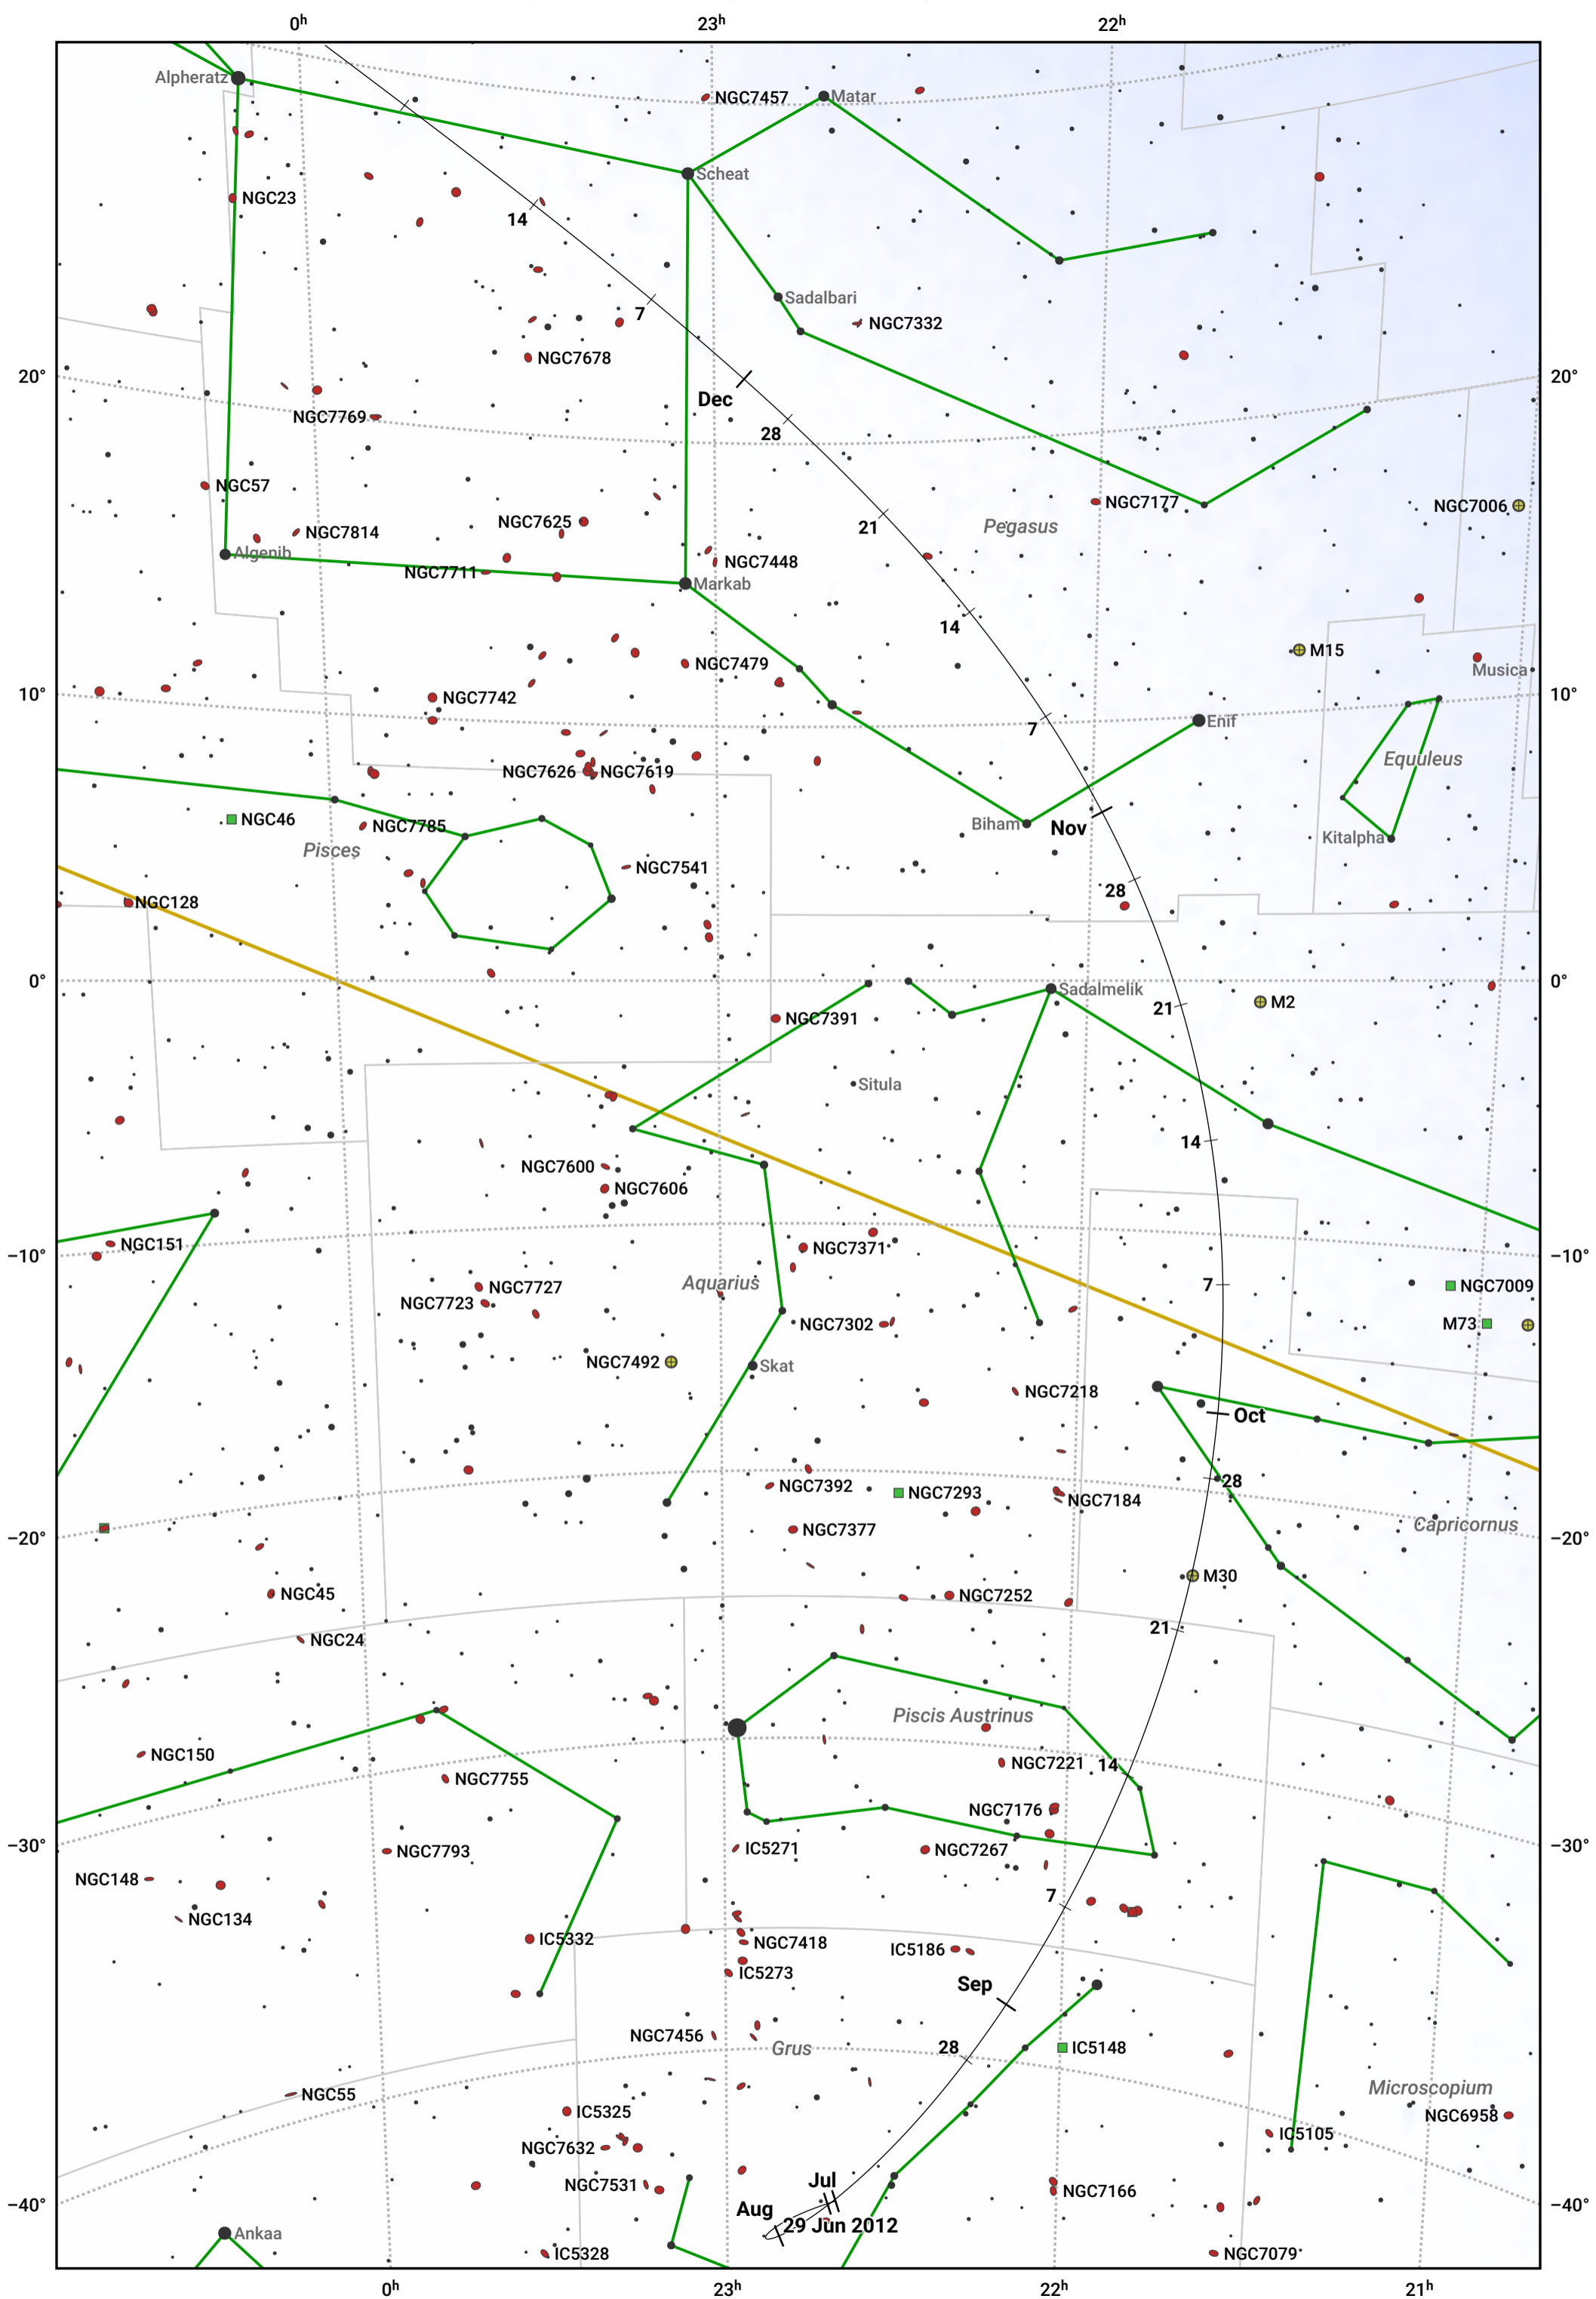 0h 23h 22h
Alpheratz
NGC7457
Matar
Scheat
NGC23
14
Sadalbari
7
NGC7332
NGC7678
20° 20°
Dec
NGC7769
28
NGC57
NGC7177
NGC7006
NGC7625
21
Pegasus
NGC7814
Algenib
NGC7448
NGC7711
Markab
14
M15
NGC7479
Musica
10° NGC7742 10°
7
Enif
Equuleus
NGC7626 NGC7619
NGC46
NGC7785
Biham
Nov
Kitalpha
Pisces
NGC7541
28
NGC128
0° 0°
Sadalmelik
M2
21
NGC7391
Situla
14
NGC7600
NGC7606
NGC151
NGC7371
−10° −10°
Aquarius
7
NGC7009
NGC7727
NGC7723
NGC7302
M73
NGC7492
Skat
NGC7218
Oct
28
NGC7392
NGC7293
NGC7184
Capricornus
NGC7377
−20° −20°
M30
NGC45
NGC7252
21
NGC24
Piscis Austrinus
NGC150
NGC7221
14
NGC7755
NGC7176
−30° −30°
NGC7793
IC5271
NGC7267
NGC148
7
NGC134
IC5332
NGC7418
IC5186
IC5273
Sep
NGC7456
Grus
28
IC5148
NGC55
Microscopium
IC5325
NGC6958
NGC7632
IC5105
NGC7531
Jul
NGC7166
−40° −40°
Aug
29 Jun 2012
Ankaa
IC5328
NGC7079
0h 23h 22h 21h